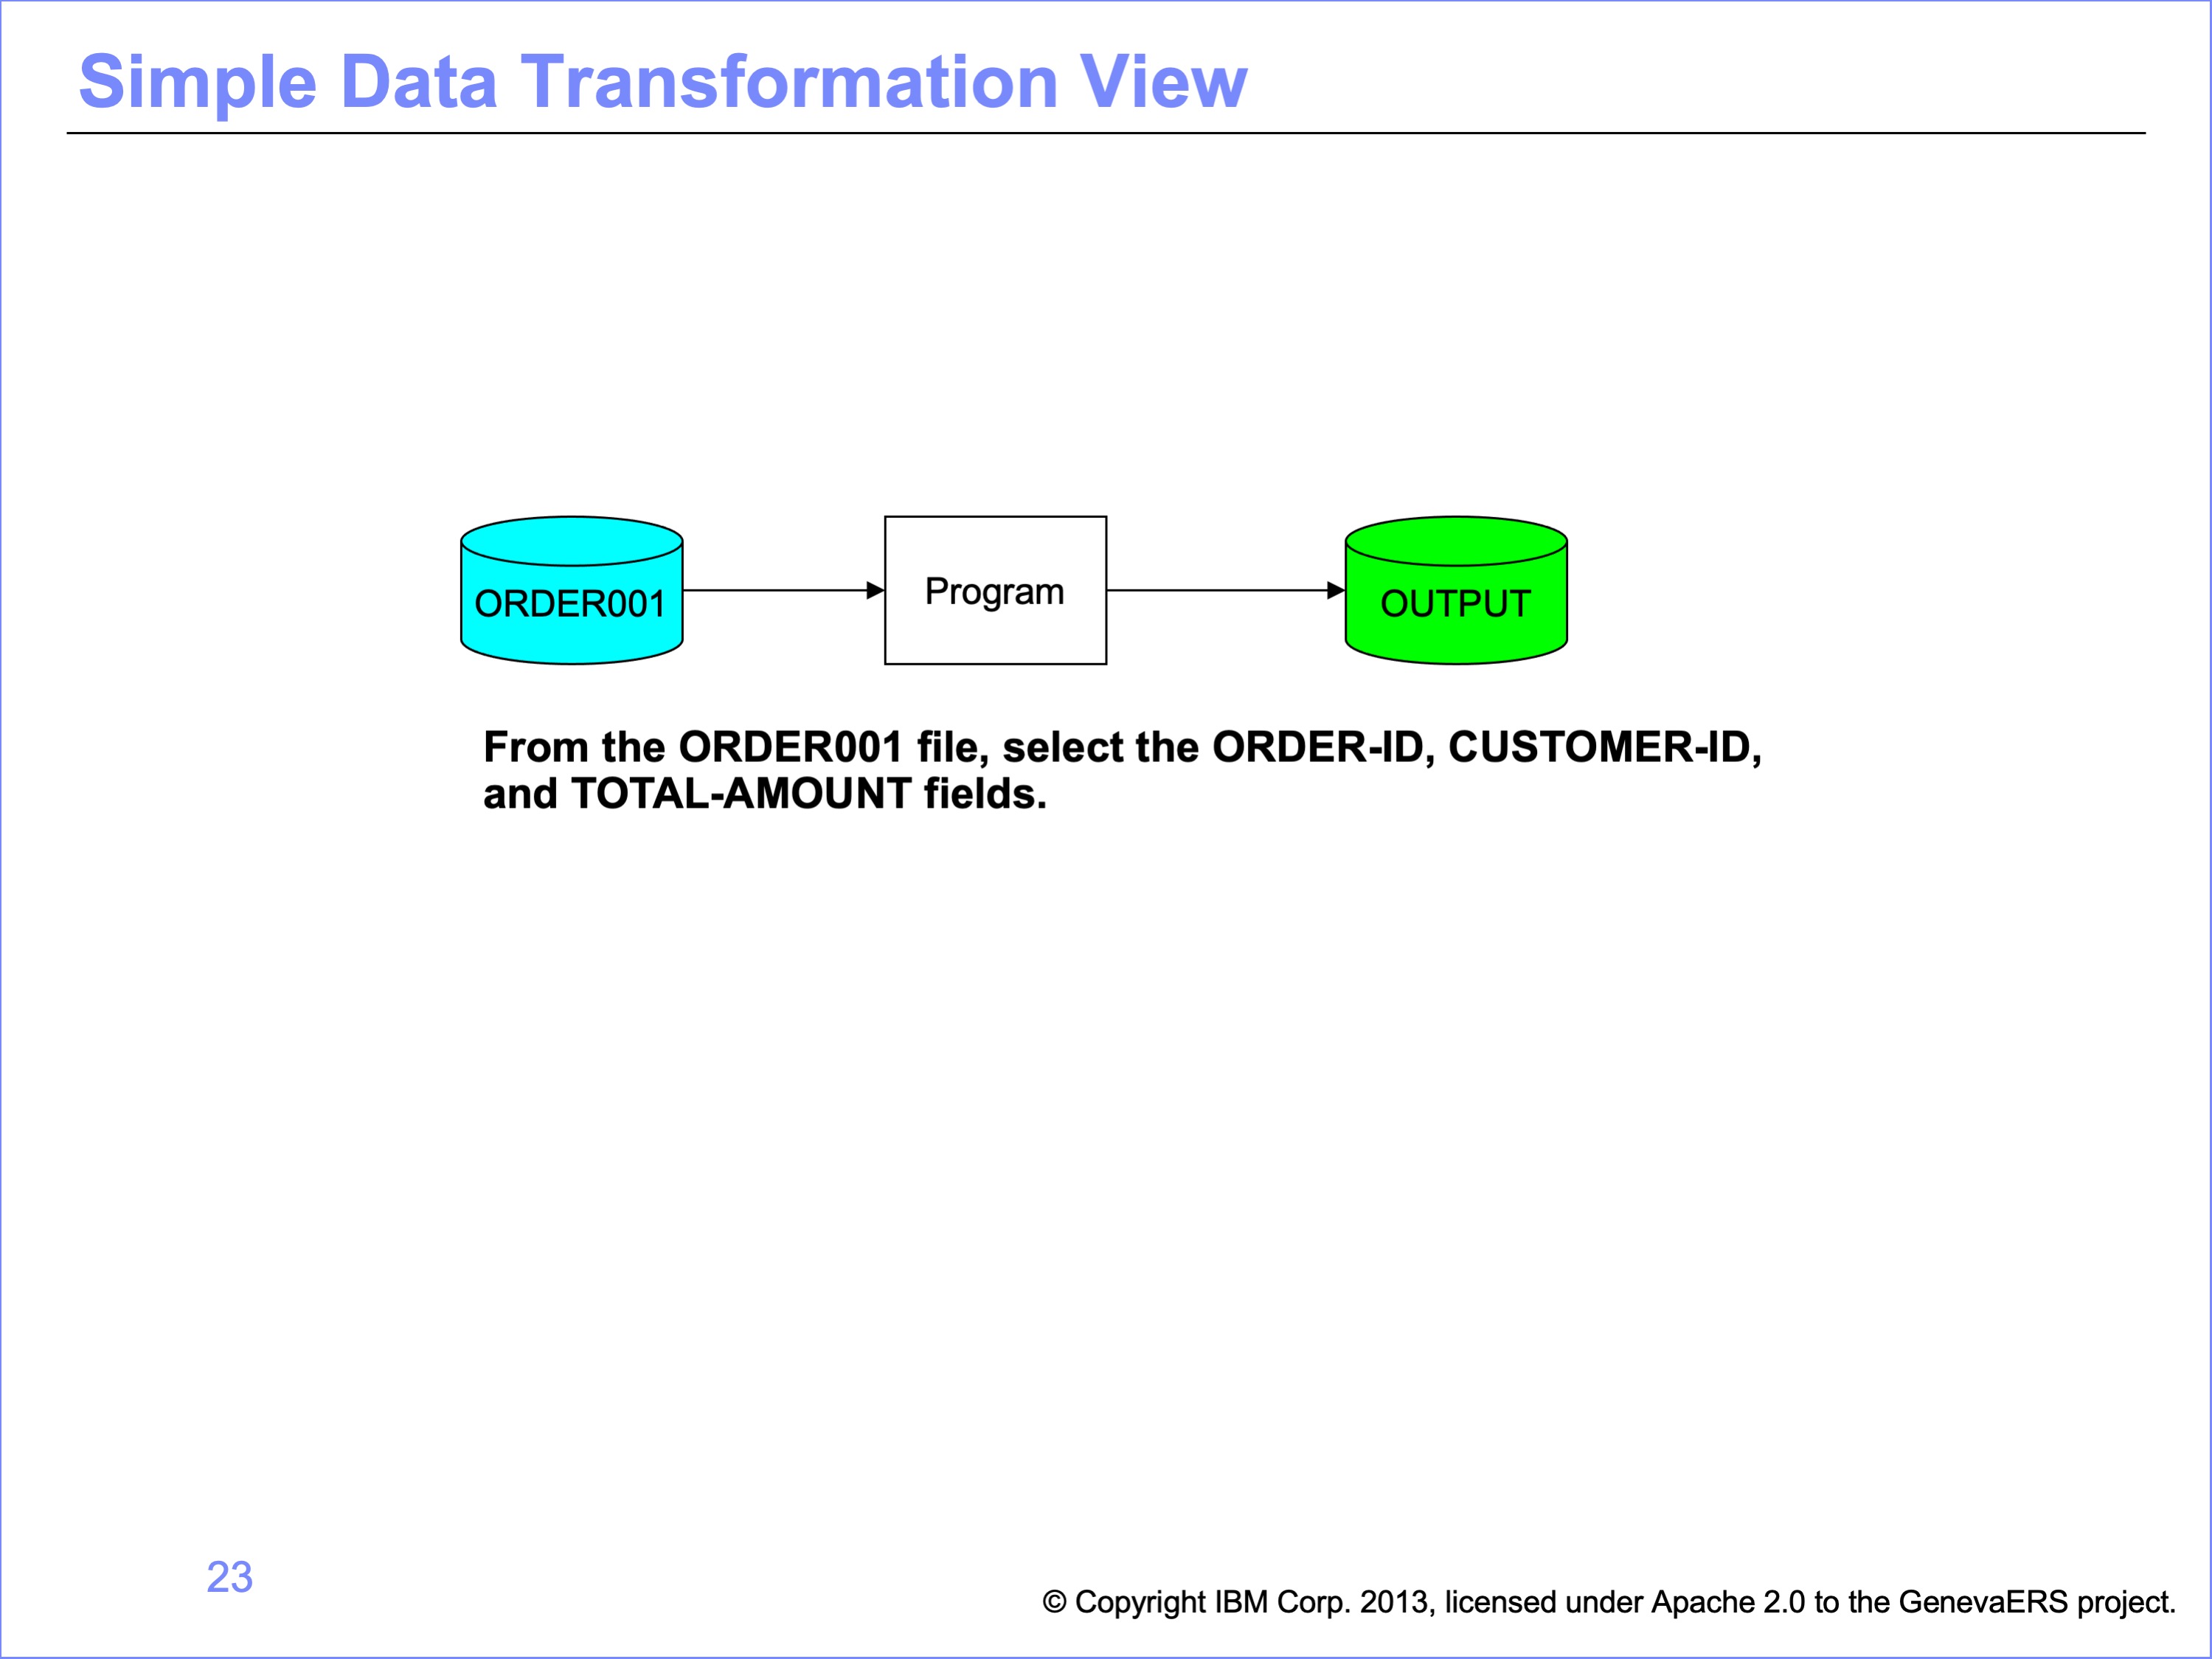 Simple Data Transformation View
ORDER001
Program
OUTPUT
From the ORDER001 file, select the ORDER-ID, CUSTOMER-ID,
and TOTAL-AMOUNT fields.
23
© Copyright IBM Corp. 2013, licensed under Apache 2.0 to the GenevaERS project.